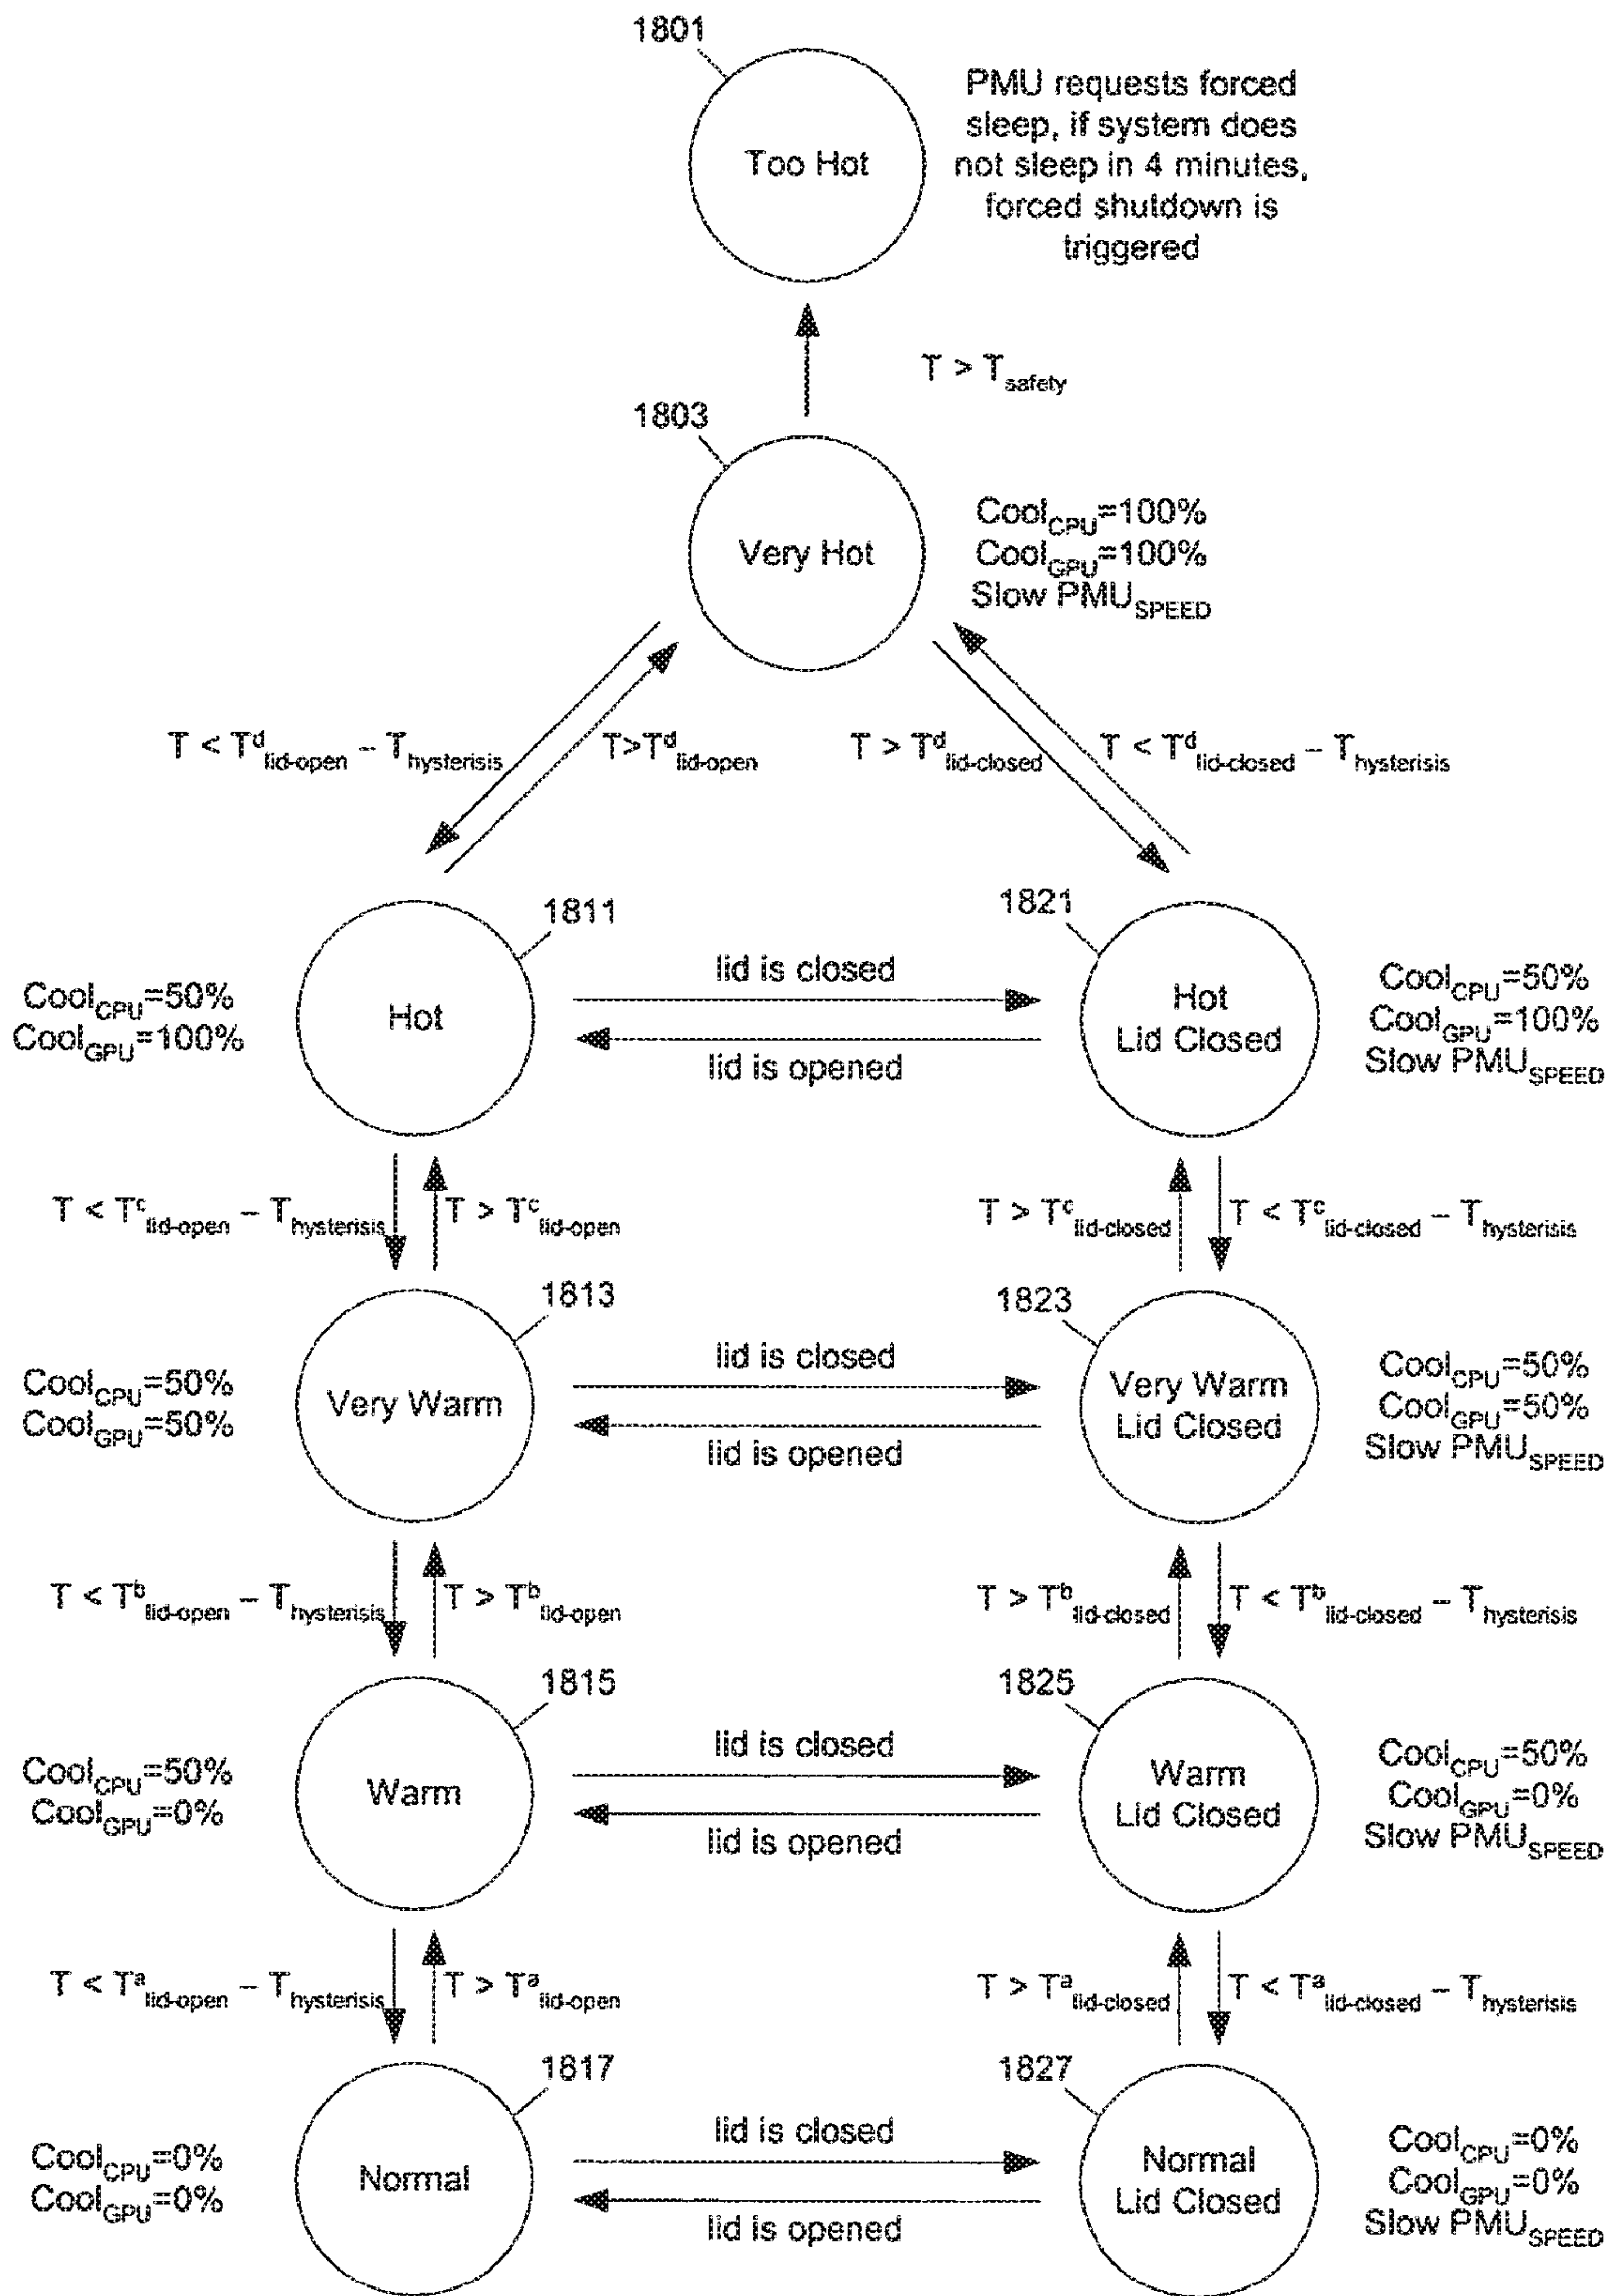 1801
Too Hot
PMU requests forced
sleep, if system does
not sleep in 4 minutes,
forced shutdown is
triggered
T > Tsafety
1803
Very Hot
CoolCPU=100%
CoolGPU=100%
Slow PMUSPEED
T < Tdlid-open – Thysterisis
T>Tdlid-open
T > Tdlid-closed
T < Tdlid-closed – Thysterisis
1811
1821
CoolCPU=50%
CoolGPU=100%
Hot
lid is closed
lid is opened
Hot
Lid Closed
CoolCPU=50%
CoolGPU=100%
Slow PMUSPEED
T < Tclid-open – Thysterisis
T > Tclid-open
T > Tclid-closed
T < Tclid-closed – Thysterisis
1813
1823
CoolCPU=50%
CoolGPU=50%
Very Warm
lid is closed
lid is opened
Very Warm
Lid Closed
CoolCPU=50%
CoolGPU=50%
Slow PMUSPEED
T < Tblid-open – Thysterisis
T > Tblid-open
T > Tblid-closed
T < Tblid-closed – Thysterisis
1815
1825
CoolCPU=50%
CoolGPU=0%
Warm
lid is closed
lid is opened
Warm
Lid Closed
CoolCPU=50%
CoolGPU=0%
Slow PMUSPEED
T < Talid-open – Thysterisis
T > Talid-open
T > Talid-closed
T < Talid-closed – Thysterisis
1817
1827
CoolCPU=0%
CoolGPU=0%
Normal
lid is closed
lid is opened
Normal
Lid Closed
CoolCPU=0%
CoolGPU=0%
Slow PMUSPEED